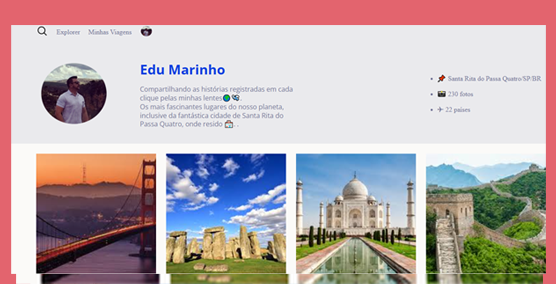 Explorer Minhas Viagens
Edu Marinho
Compartilhando as histórias registradas em cada
clique pelas minhas lentes🌍📡.
Os mais fascinantes lugares do nosso planeta,
inclusive da fantástica cidade de Santa Rita do
Passa Quatro, onde resido 🏠. .
• 📌 Santa Rita do Passa Quatro/SP/BR
• 📷 230 fotos
• ✈ 22 países